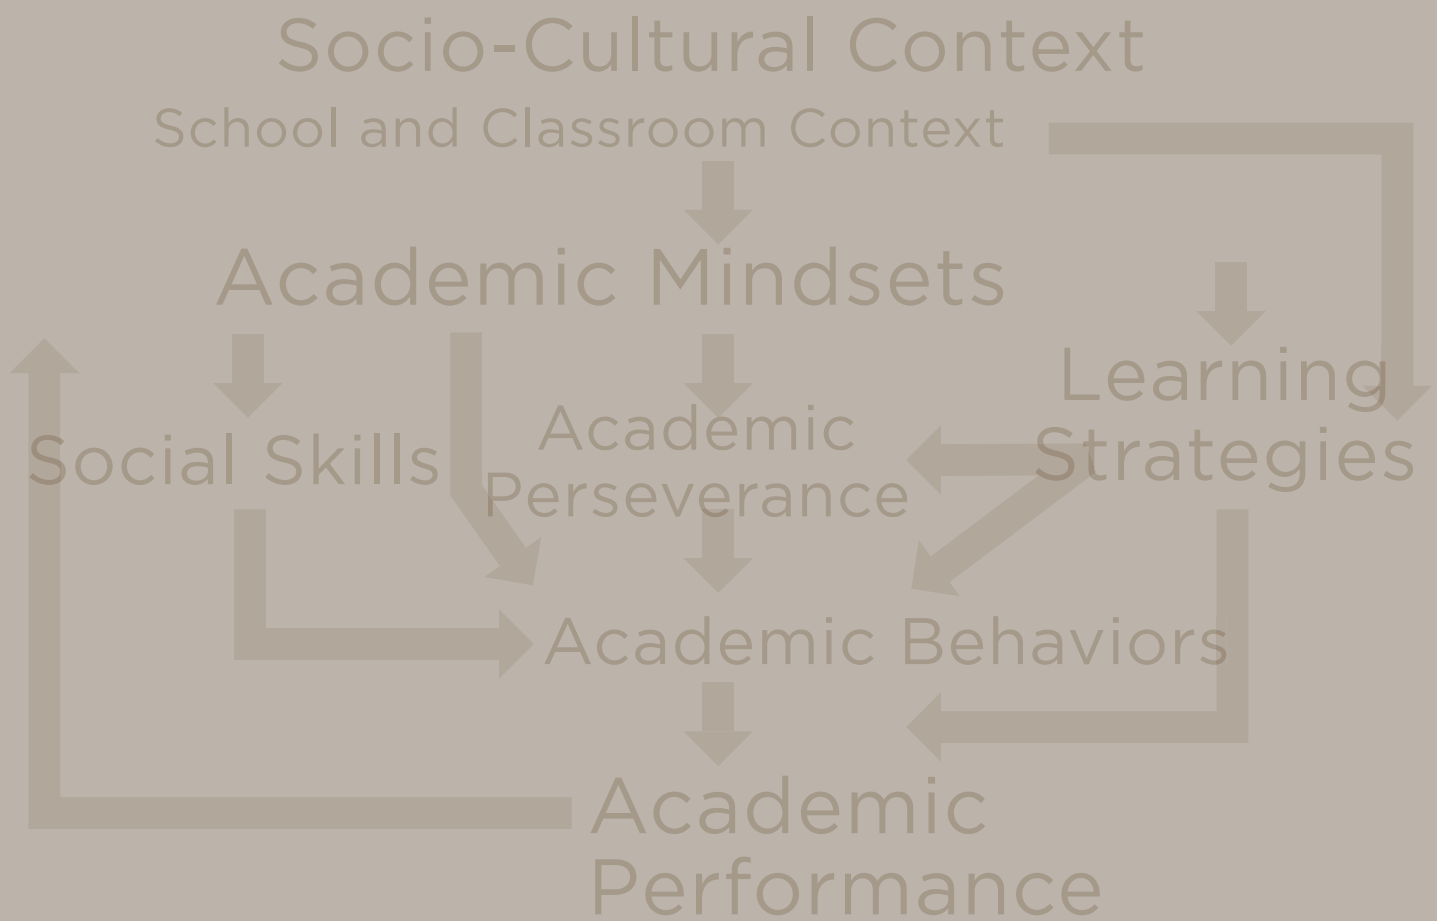 Socio-Cultural Context
School and Classroom Context
Academic Mindsets
Learning
Strategies
Social Skills
Academic
Perseverance
Academic Behaviors
Academic
Performance